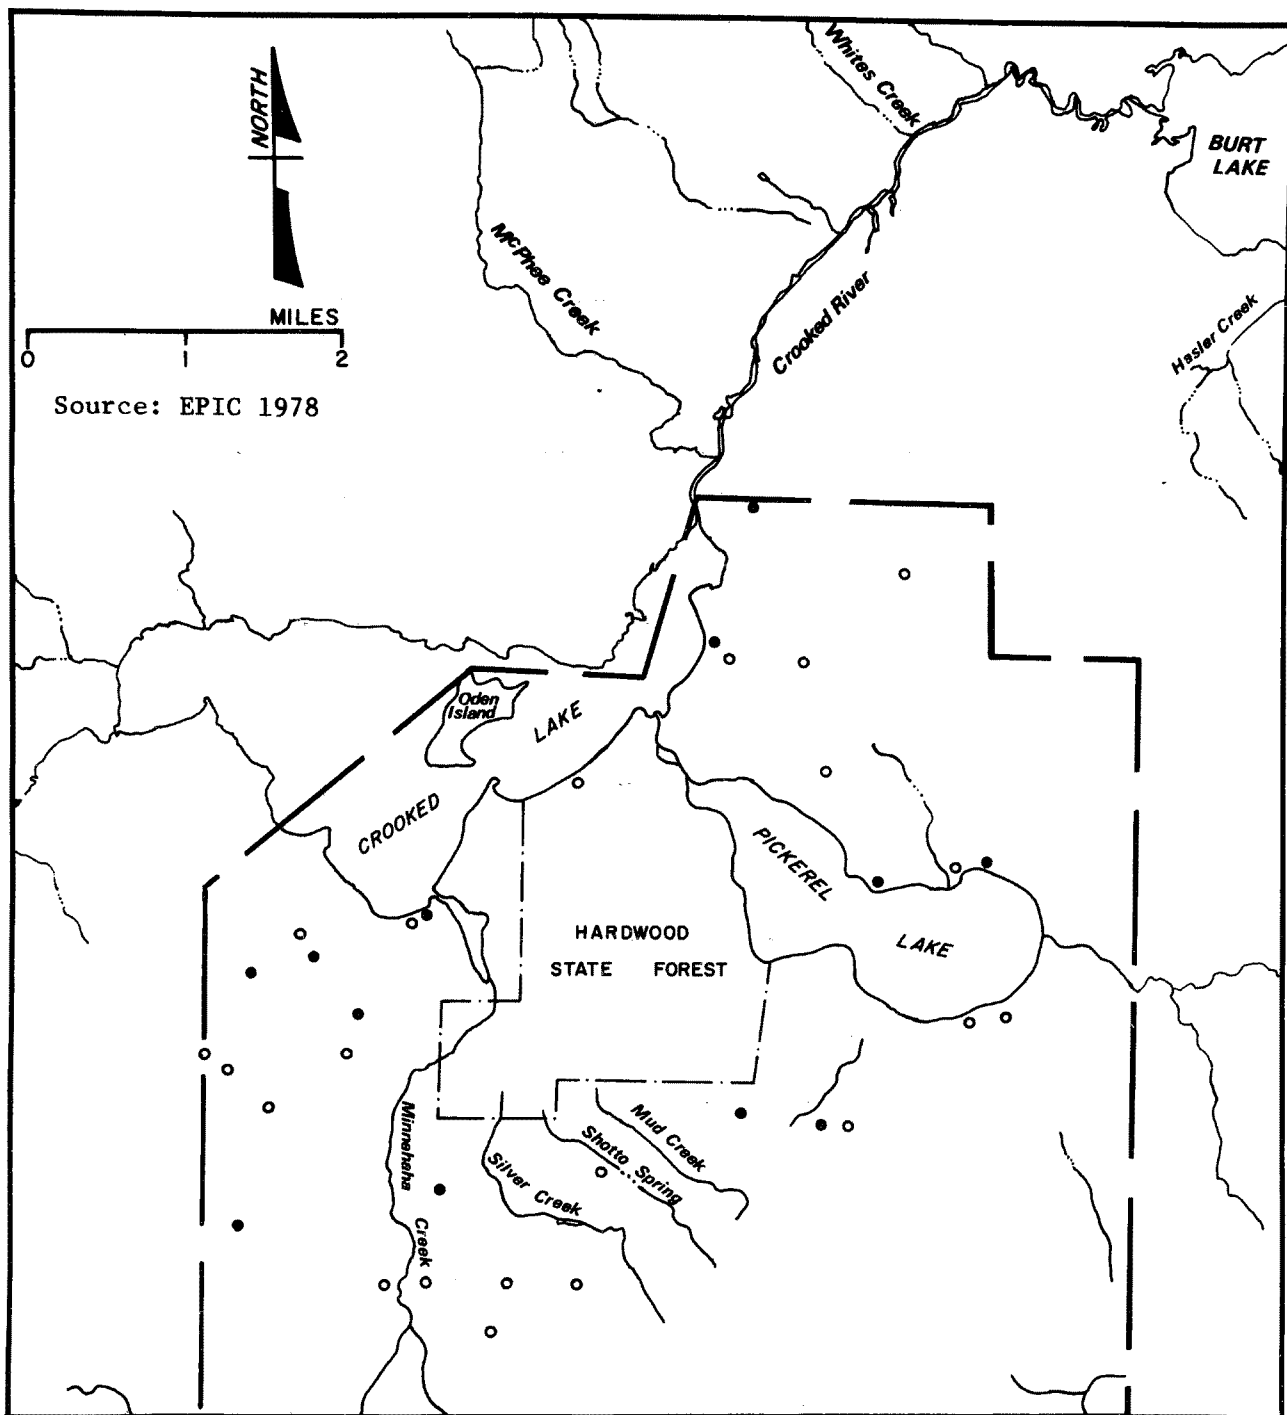 Whites Creek
NORTH
BURT
LAKE
McPhee Creek
Crooked River
MILES
0 1 2
Hasler Creek
Source: EPIC 1978
Oden
Island
LAKE
CROOKED
PICKEREL
LAKE
HARDWOOD
STATE FOREST
Minnehaha
Creek
Mud Creek
Shotto Spring
Silver Creek